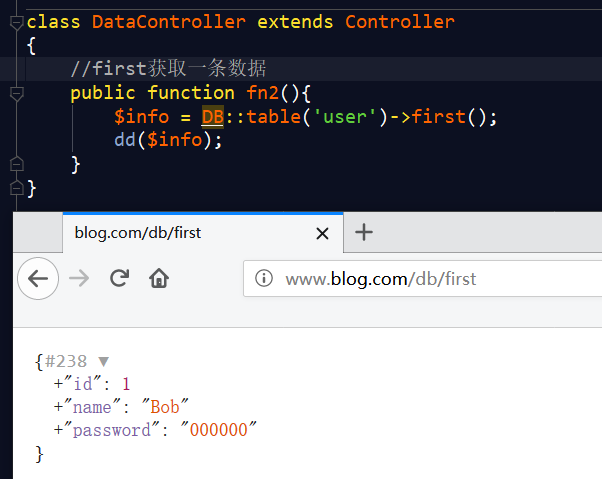 class DataController extends Controller
{
//first获取一条数据
public function fn2(){
$info = DB::table('user')->first();
dd($info);
}
}
blog.com/db/first
www.blog.com/db/first
{#238 ▼
+"id": 1
+"name": "Bob"
+"password": "000000"
}